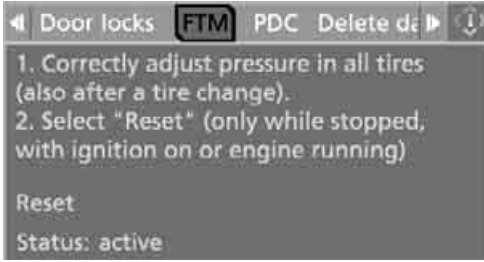 Door locks FTM PDC Delete da
1. Correctly adjust pressure in all tires
(also after a tire change).
2. Select "Reset" (only while stopped,
with ignition on or engine running)
Reset
Status: active